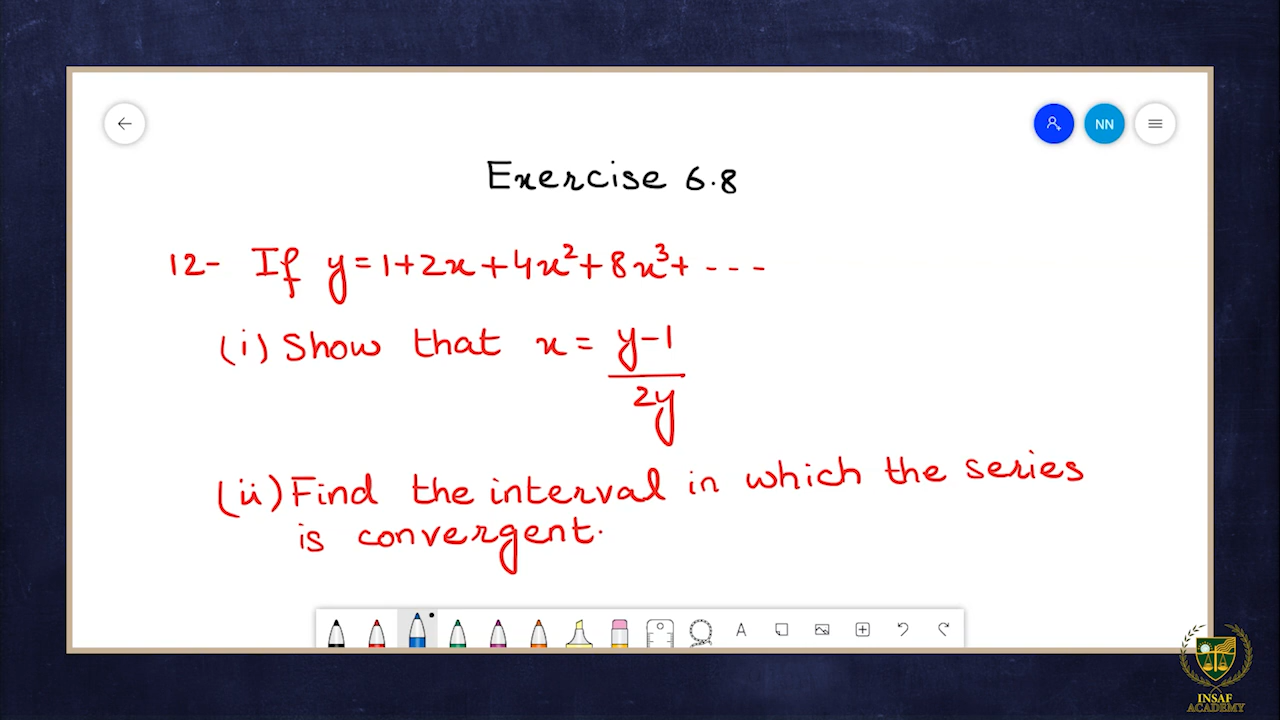 NN
Exercise 6.8
12- If y=1+2x+4x²+8x³+ ---
(i) Show that x = y-1
2y
(ii) Find the interval in which the series
is convergent.
A
INSAF
ACADEMY